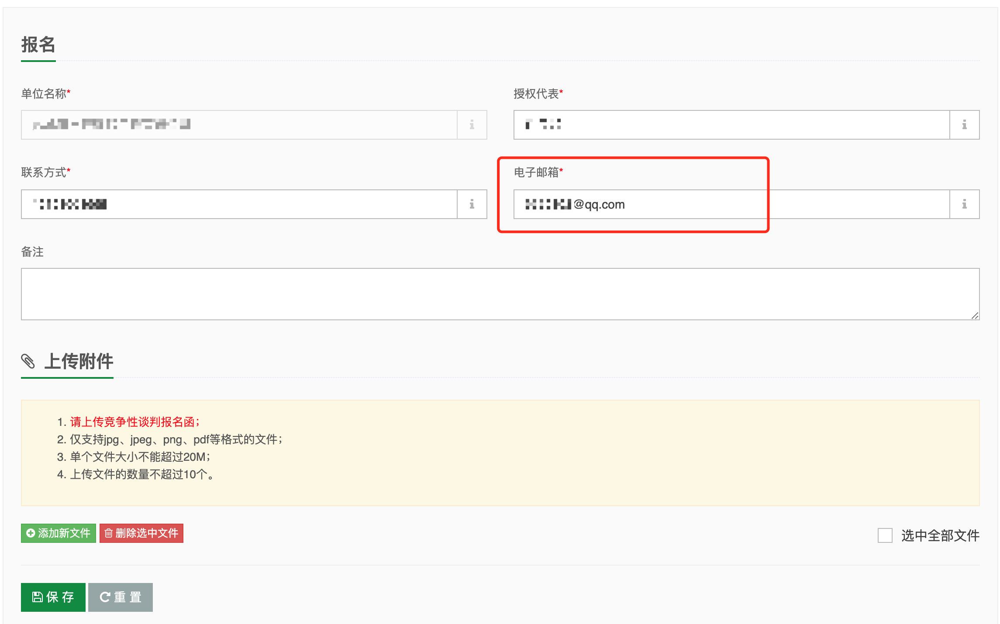 报名
单位名称*
授权代表*
联系方式*
电子邮箱*
@qq.com
备注
上传附件
1. 请上传竞争性谈判报名函；
2. 仅支持jpg、jpeg、png、pdf等格式的文件；
3. 单个文件大小不能超过20M；
4. 上传文件的数量不超过10个。
添加新文件
删除选中文件
选中全部文件
保 存
重 置